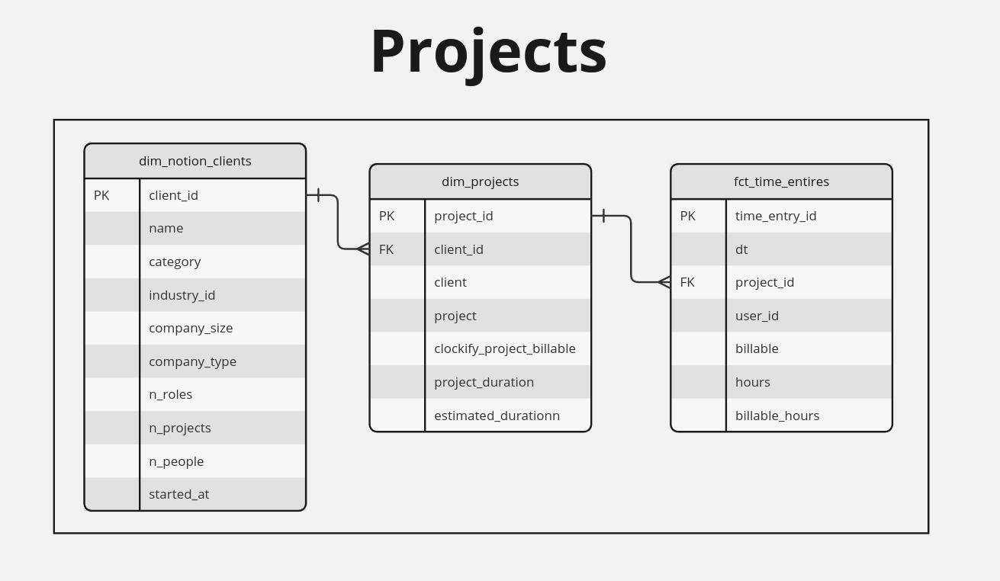 Projects
dim_notion_clients
PK client_id
name
category
industry_id
company_size
company_type
n_roles
n_projects
n_people
started_at
dim_projects
PK project_id
FK client_id
client
project
clockify_project_billable
project_duration
estimated_durationn
fct_time_entires
PK time_entry_id
dt
FK project_id
user_id
billable
hours
billable_hours